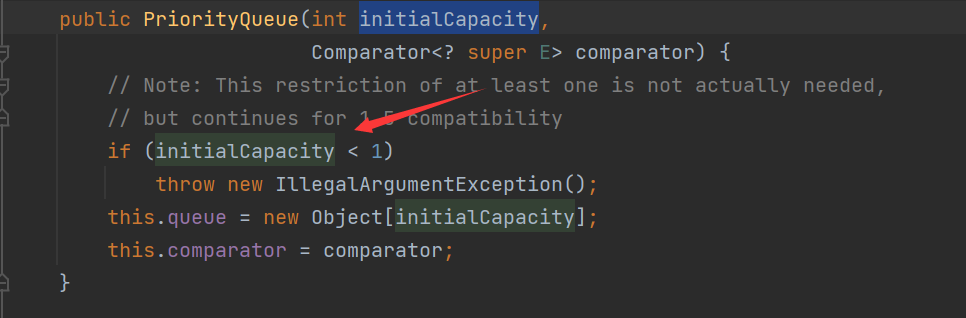 public PriorityQueue(int initialCapacity,
Comparator<? super E> comparator) {
// Note: This restriction of at least one is not actually needed,
// but continues for 1.5 compatibility
if (initialCapacity < 1)
throw new IllegalArgumentException();
this.queue = new Object[initialCapacity];
this.comparator = comparator;
}